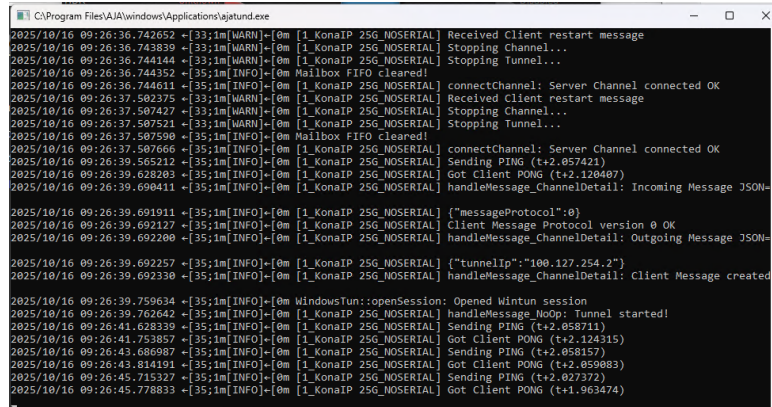 C:\Program Files\AJA\windows\Applications\ajatund.exe
2025/10/16 09:26:36.742652 ←[33;1m[WARN]←[0m [1_KonaIP 25G_NOSERIAL] Received Client restart message
2025/10/16 09:26:36.743839 ←[33;1m[WARN]←[0m [1_KonaIP 25G_NOSERIAL] Stopping Channel...
2025/10/16 09:26:36.744144 ←[33;1m[WARN]←[0m [1_KonaIP 25G_NOSERIAL] Stopping Tunnel...
2025/10/16 09:26:36.744352 ←[35;1m[INFO]←[0m Mailbox FIFO cleared!
2025/10/16 09:26:36.744611 ←[35;1m[INFO]←[0m [1_KonaIP 25G_NOSERIAL] connectChannel: Server Channel connected OK
2025/10/16 09:26:37.502375 ←[33;1m[WARN]←[0m [1_KonaIP 25G_NOSERIAL] Received Client restart message
2025/10/16 09:26:37.507427 ←[33;1m[WARN]←[0m [1_KonaIP 25G_NOSERIAL] Stopping Channel...
2025/10/16 09:26:37.507521 ←[33;1m[WARN]←[0m [1_KonaIP 25G_NOSERIAL] Stopping Tunnel...
2025/10/16 09:26:37.507590 ←[35;1m[INFO]←[0m Mailbox FIFO cleared!
2025/10/16 09:26:37.507666 ←[35;1m[INFO]←[0m [1_KonaIP 25G_NOSERIAL] connectChannel: Server Channel connected OK
2025/10/16 09:26:39.565212 ←[35;1m[INFO]←[0m [1_KonaIP 25G_NOSERIAL] Sending PING (t+2.057421)
2025/10/16 09:26:39.628203 ←[35;1m[INFO]←[0m [1_KonaIP 25G_NOSERIAL] Got Client PONG (t+2.120407)
2025/10/16 09:26:39.690411 ←[35;1m[INFO]←[0m [1_KonaIP 25G_NOSERIAL] handleMessage_ChannelDetail: Incoming Message JSON=
2025/10/16 09:26:39.691911 ←[35;1m[INFO]←[0m [1_KonaIP 25G_NOSERIAL] {"messageProtocol":0}
2025/10/16 09:26:39.692127 ←[35;1m[INFO]←[0m [1_KonaIP 25G_NOSERIAL] Client Message Protocol version 0 OK
2025/10/16 09:26:39.692200 ←[35;1m[INFO]←[0m [1_KonaIP 25G_NOSERIAL] handleMessage_ChannelDetail: Outgoing Message JSON=
2025/10/16 09:26:39.692257 ←[35;1m[INFO]←[0m [1_KonaIP 25G_NOSERIAL] {"tunnelIp":"100.127.254.2"}
2025/10/16 09:26:39.692330 ←[35;1m[INFO]←[0m [1_KonaIP 25G_NOSERIAL] handleMessage_ChannelDetail: Client Message created
2025/10/16 09:26:39.759634 ←[35;1m[INFO]←[0m WindowsTun::openSession: Opened Wintun session
2025/10/16 09:26:39.762642 ←[35;1m[INFO]←[0m [1_KonaIP 25G_NOSERIAL] handleMessage_NoOp: Tunnel started!
2025/10/16 09:26:41.628339 ←[35;1m[INFO]←[0m [1_KonaIP 25G_NOSERIAL] Sending PING (t+2.058711)
2025/10/16 09:26:41.753857 ←[35;1m[INFO]←[0m [1_KonaIP 25G_NOSERIAL] Got Client PONG (t+2.124315)
2025/10/16 09:26:43.686987 ←[35;1m[INFO]←[0m [1_KonaIP 25G_NOSERIAL] Sending PING (t+2.058157)
2025/10/16 09:26:43.814191 ←[35;1m[INFO]←[0m [1_KonaIP 25G_NOSERIAL] Got Client PONG (t+2.059083)
2025/10/16 09:26:45.715327 ←[35;1m[INFO]←[0m [1_KonaIP 25G_NOSERIAL] Sending PING (t+2.027372)
2025/10/16 09:26:45.778833 ←[35;1m[INFO]←[0m [1_KonaIP 25G_NOSERIAL] Got Client PONG (t+1.963474)